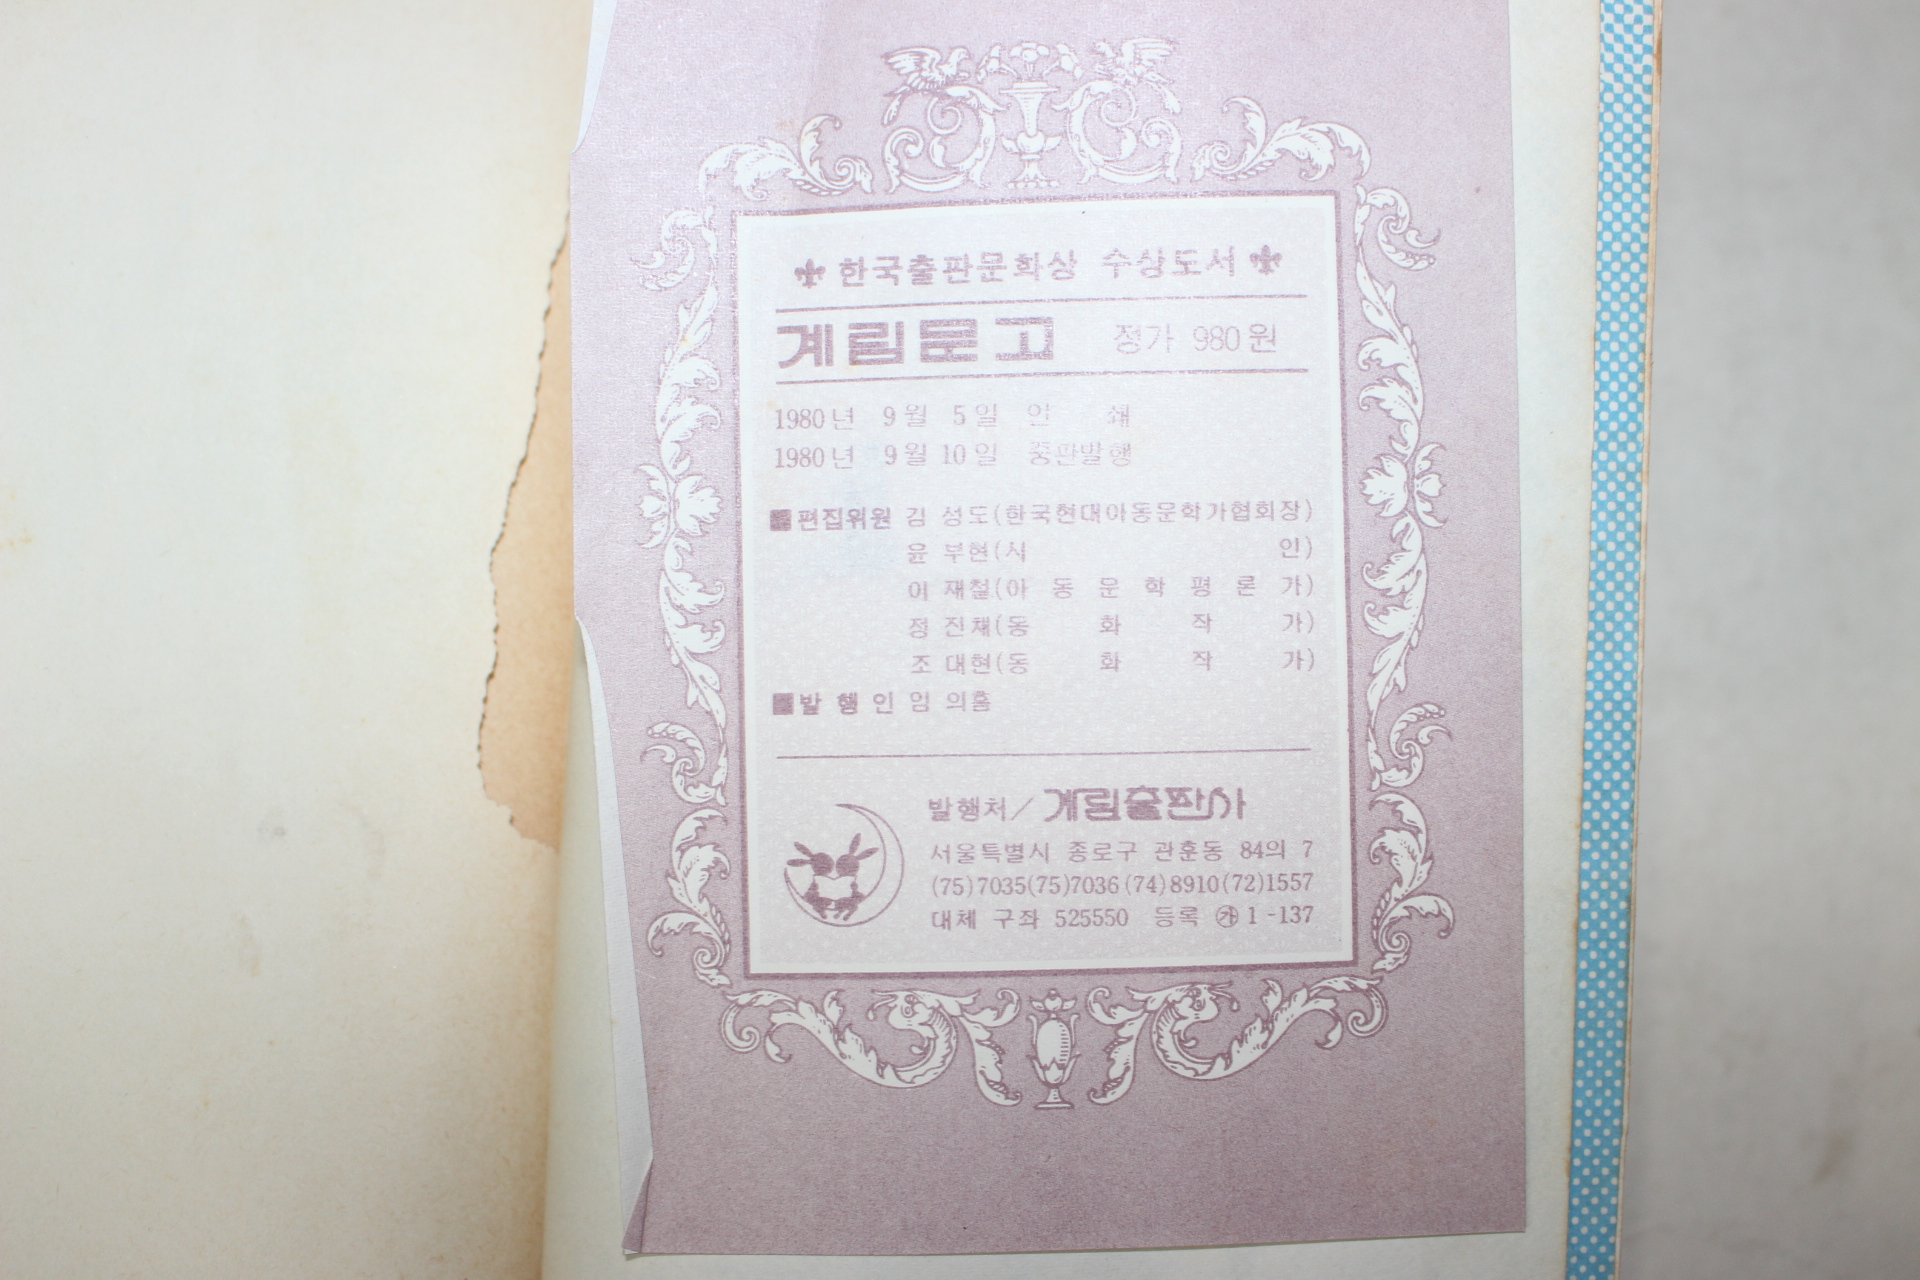 한국출판문화상 수상도서
계림문고 정가 980원
1980년 9월 5일 인 쇄
1980년 9월 10일 중판발행
■편집위원 김 성도(한국현대아동문학가협회장)
윤 부현(시 인)
이 재철(아 동 문 학 평 론 가)
정 진채(동 화 작 가)
조 대현(동 화 작 가)
■발 행 인 임 의흠
발행처/계림출판사
서울특별시 종로구 관훈동 84의 7
(75)7035(75)7036(74)8910(72)1557
대체 구좌 525550 등록 ㉮1-137